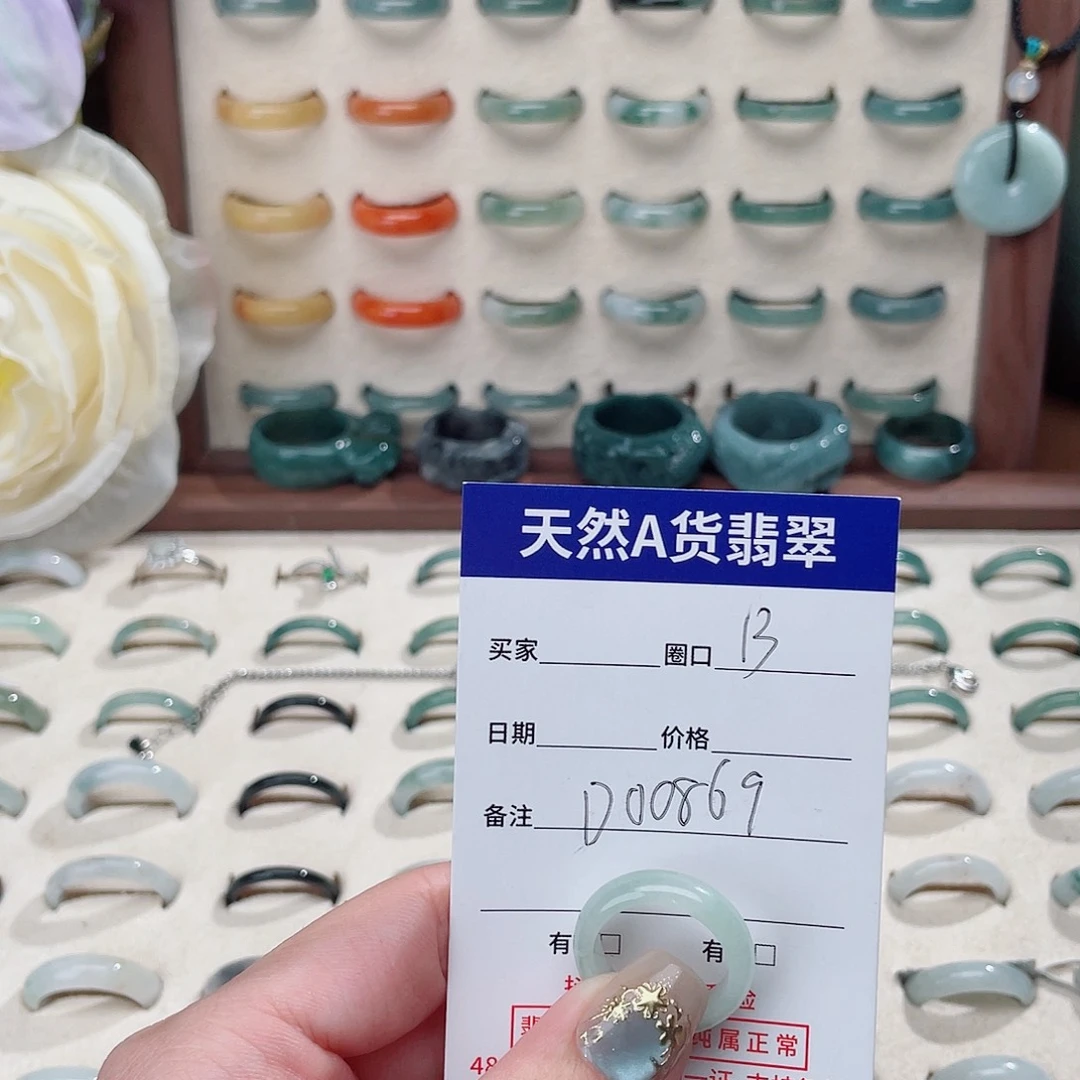 天然A货翡翠
买家 圈口 13
日期 价格
备注 D00869
有 □ 有 □
纯属正常
48